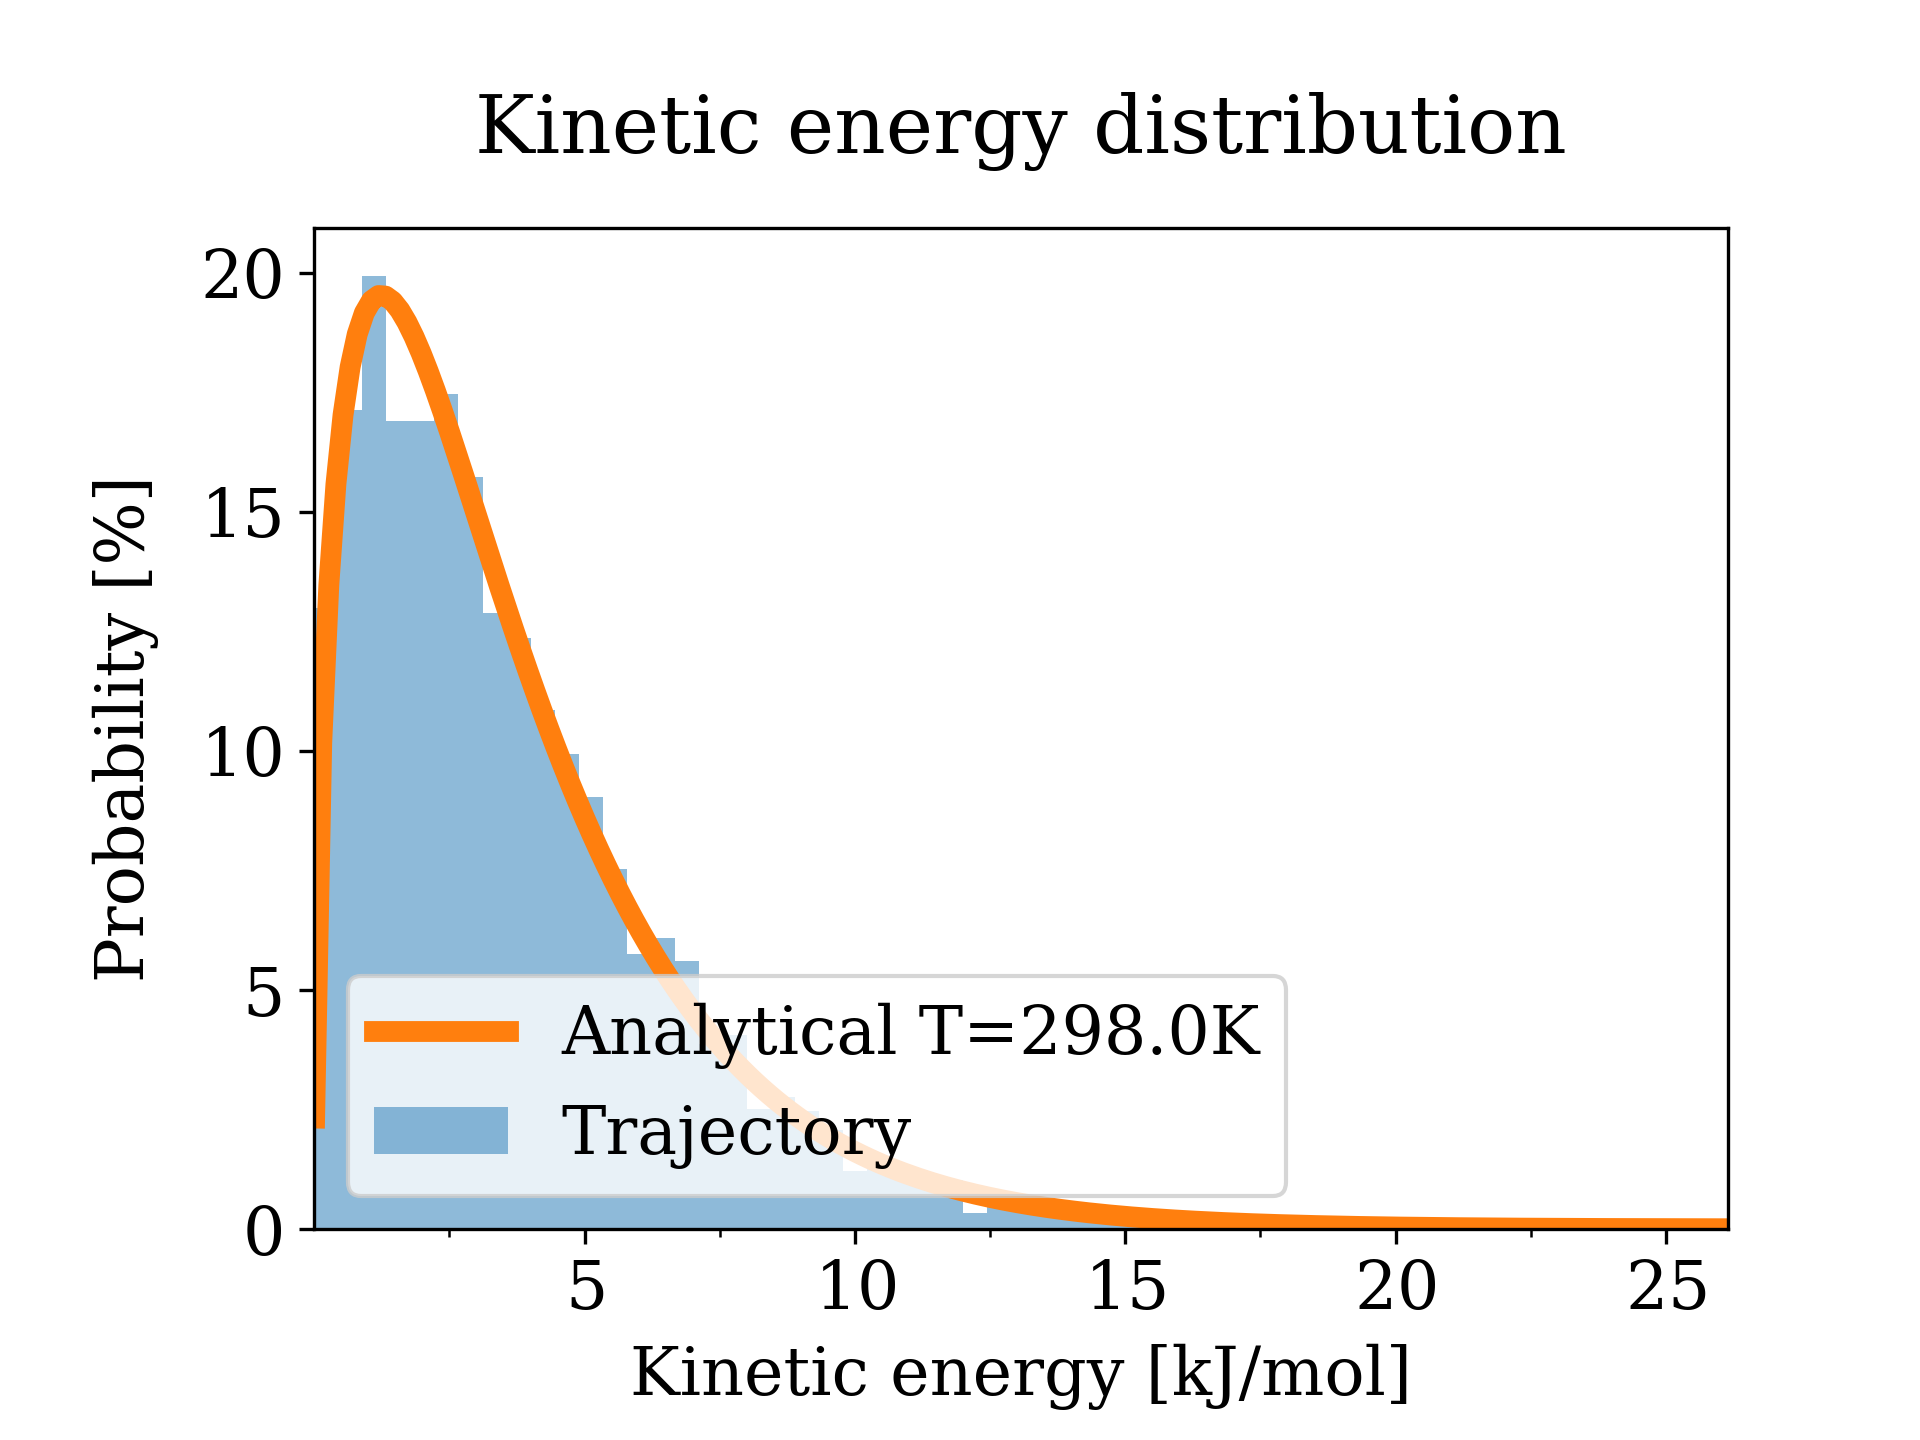 Kinetic energy distribution
20
15
10
5
0
Probability [%]
Analytical T=298.0K
Trajectory
5 10 15 20 25
Kinetic energy [kJ/mol]